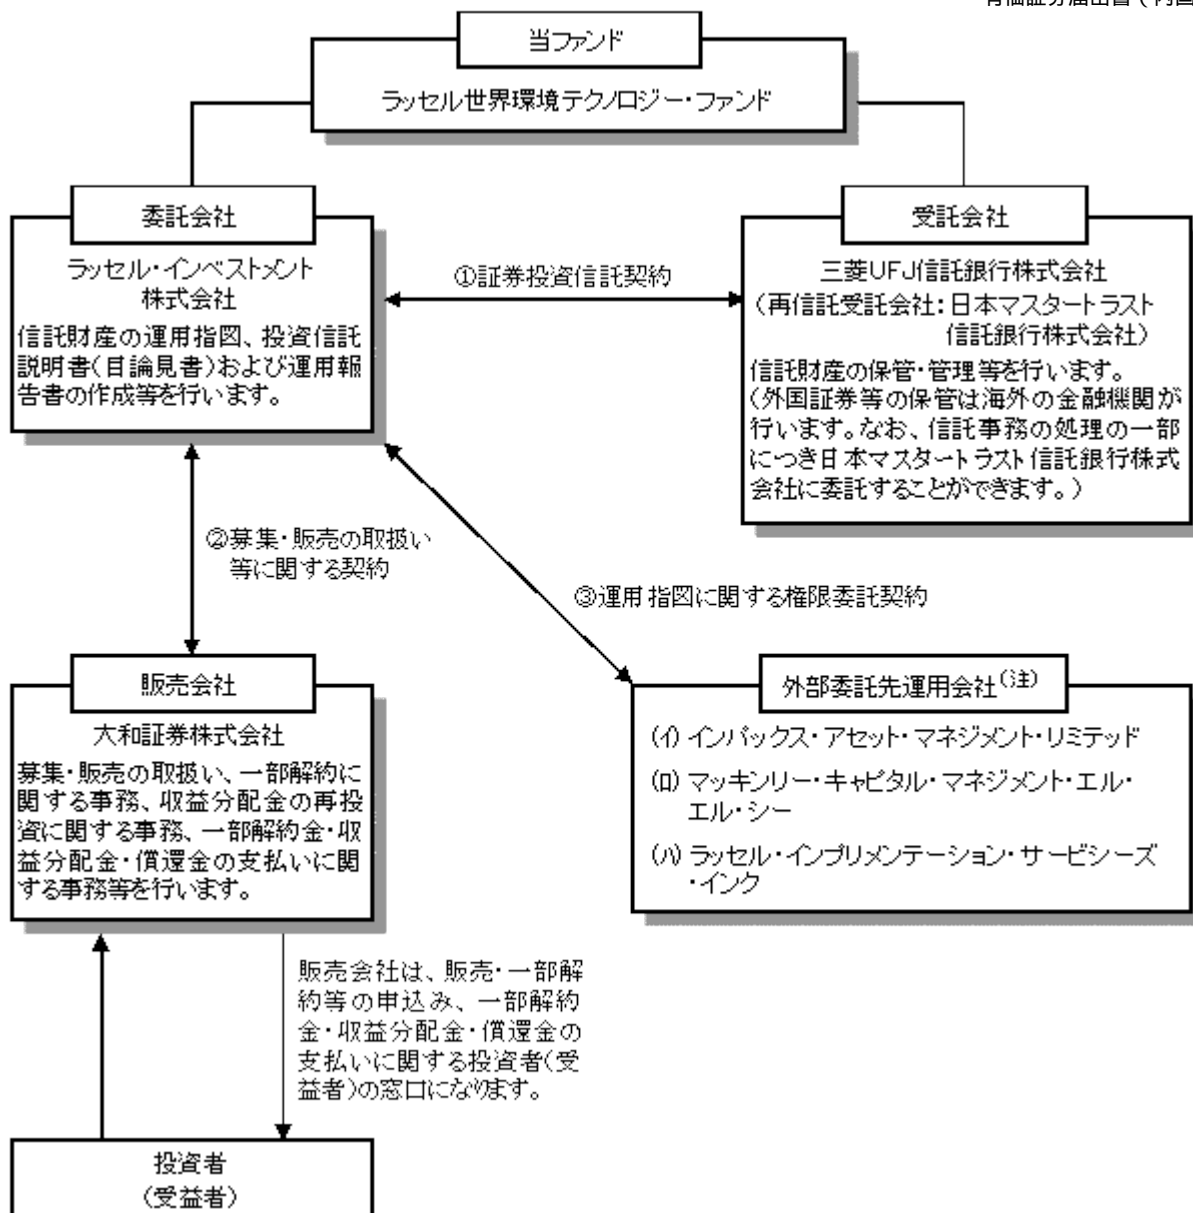 当ファンド
ラッセル世界環境テクノロジー・ファンド
委託会社
ラッセル・インベストメント
株式会社
信託財産の運用指図、投資信託
説明書(目論見書)および運用報
告書の作成等を行います。
①証券投資信託契約
受託会社
三菱UFJ信託銀行株式会社
(再信託受託会社:日本マスタートラスト
信託銀行株式会社)
信託財産の保管・管理等を行います。
(外国証券等の保管は海外の金融機関が
行います。なお、信託事務の処理の一部
につき日本マスタートラスト信託銀行株式
会社に委託することができます。)
②募集・販売の取扱い
等に関する契約
③運用指図に関する権限委託契約
販売会社
大和証券株式会社
募集・販売の取扱い、一部解約に
関する事務、収益分配金の再投
資に関する事務、一部解約金・収
益分配金・償還金の支払いに関
する事務等を行います。
外部委託先運用会社(注)
(イ) インパックス・アセット・マネジメント・リミテッド
(ロ) マッキンリー・キャピタル・マネジメント・エル・
エル・シー
(ハ) ラッセル・インプリメンテーション・サービシーズ
・インク
販売会社は、販売・一部解
約等の申込み、一部解約
金・収益分配金・償還金の
支払いに関する投資者(受
益者)の窓口になります。
投資者
(受益者)